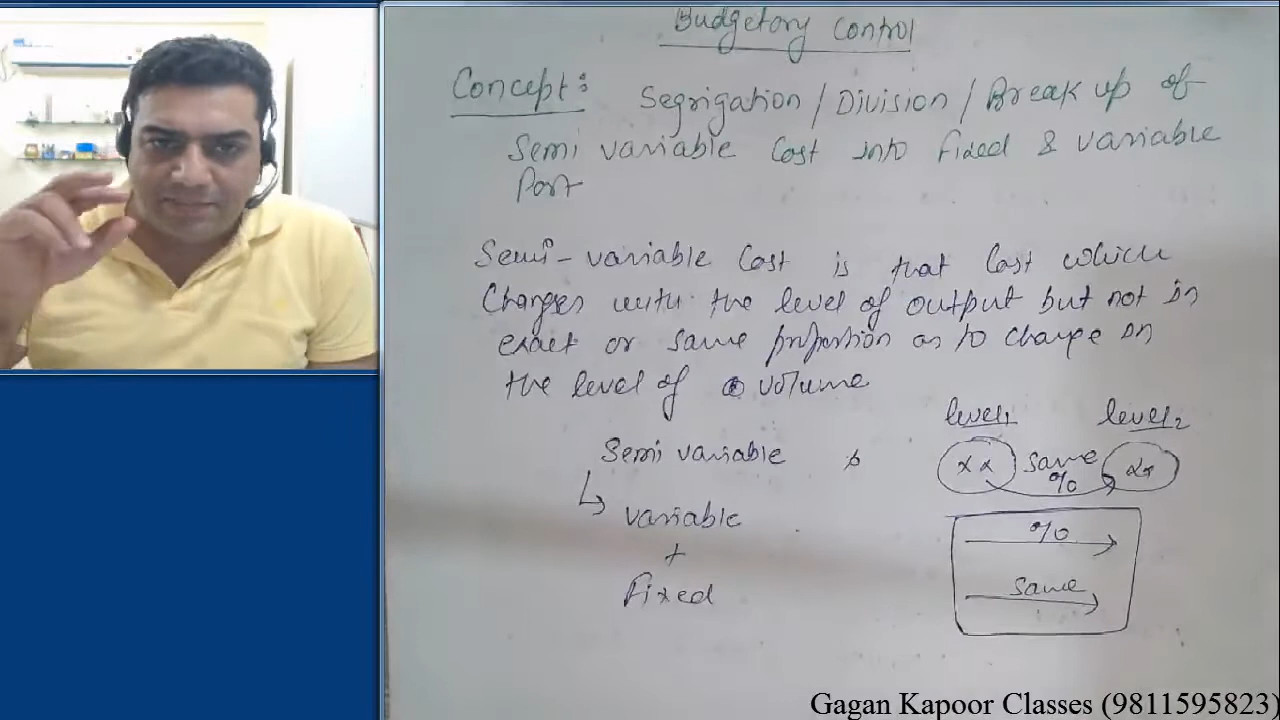 Budgetory Control
Concept: Segrigation / Division / Break up of
Semi variable Cost into fixed & variable
Part
Semi-variable Cost is that Cost which
Changes with the level of output but not in
exact or same proportion as to change in
the level of volume
level1 level2
Semi variable xx same xx
%
variable %
+
Fixed same
Gagan Kapoor Classes (9811595823)